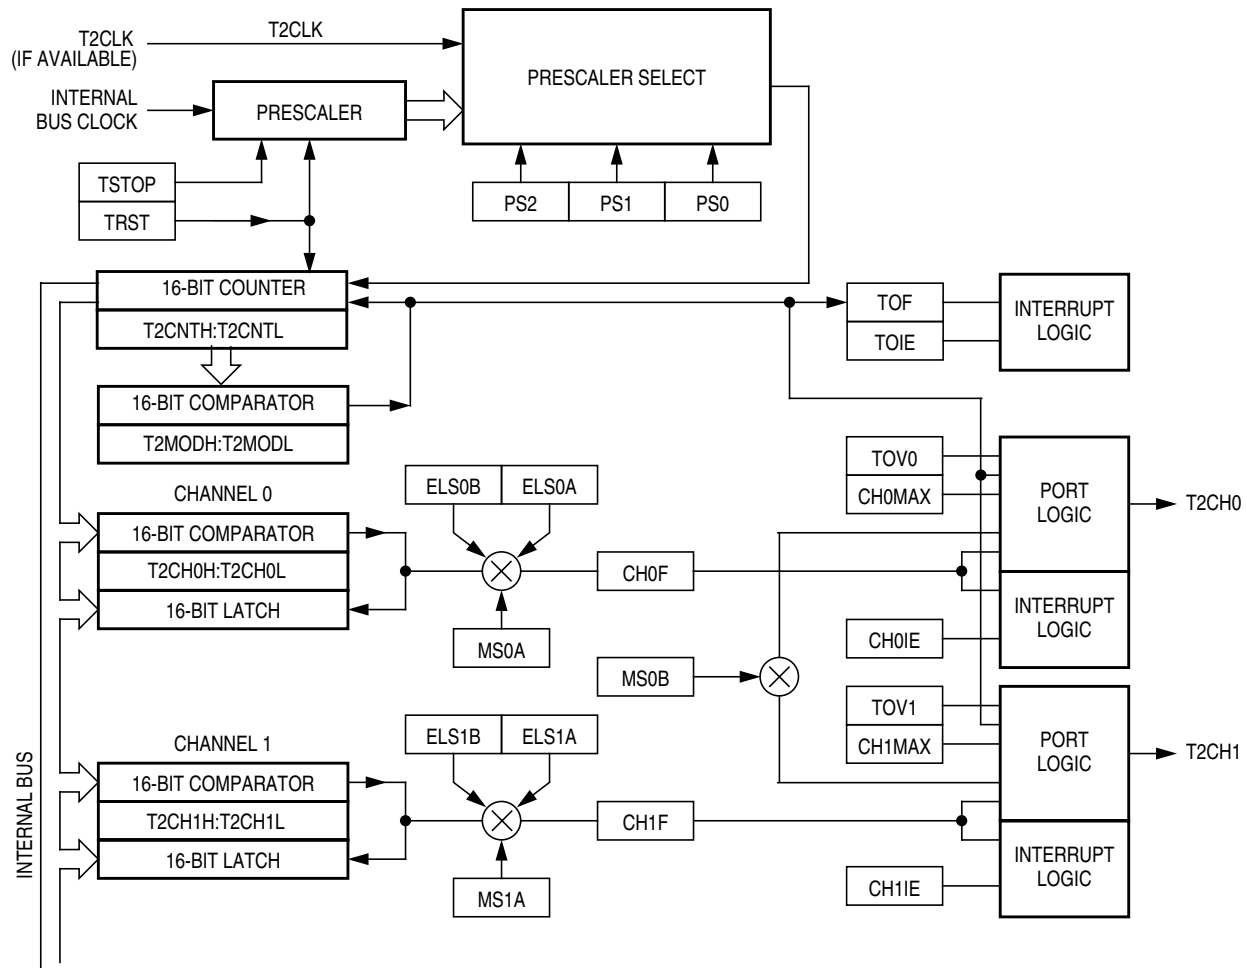 T2CLK
(IF AVAILABLE)
T2CLK
PRESCALER SELECT
INTERNAL
BUS CLOCK
PRESCALER
TSTOP
TRST
PS2
PS1
PS0
16-BIT COUNTER
T2CNTH:T2CNTL
16-BIT COMPARATOR
T2MODH:T2MODL
TOF
TOIE
INTERRUPT
LOGIC
CHANNEL 0
16-BIT COMPARATOR
T2CH0H:T2CH0L
16-BIT LATCH
ELS0B
ELS0A
MS0A
CH0F
TOV0
CH0MAX
PORT
LOGIC
T2CH0
INTERRUPT
LOGIC
CH0IE
MS0B
CHANNEL 1
16-BIT COMPARATOR
T2CH1H:T2CH1L
16-BIT LATCH
ELS1B
ELS1A
MS1A
CH1F
TOV1
CH1MAX
PORT
LOGIC
T2CH1
INTERRUPT
LOGIC
CH1IE
INTERNAL BUS